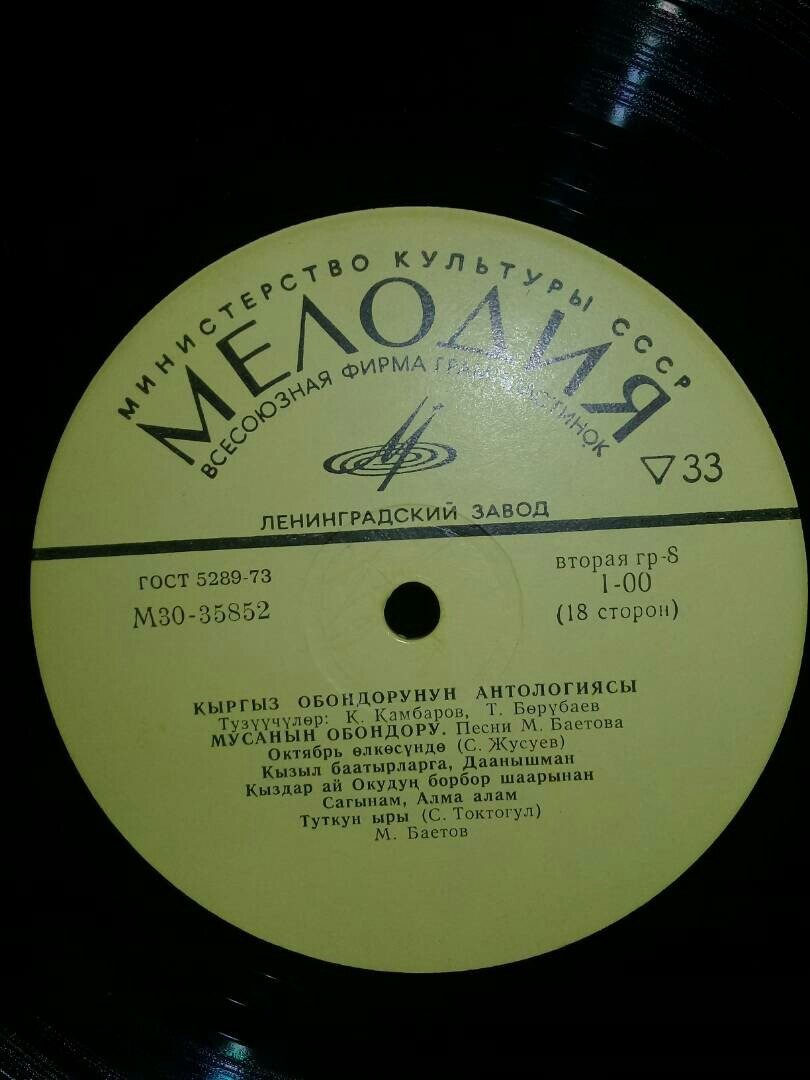 МИНИСТЕРСТВО КУЛЬТУРЫ СССР
МЕЛОДИЯ
ВСЕСОЮЗНАЯ ФИРМА ГРАМПЛАСТИНОК
▽33
ЛЕНИНГРАДСКИЙ ЗАВОД
ГОСТ 5289-73
М30-35852
вторая гр-8
1-00
(18 сторон)
КЫРГЫЗ ОБОНДОРУНУН АНТОЛОГИЯСЫ
Түзүүчүлөр: К. Камбаров, Т. Бөрүбаев
МУСАНЫН ОБОНДОРУ. Песни М. Баетова
Октябрь өлкөсүндө (С. Жусуев)
Кызыл баатырларга, Даанышман
Қыздар ай Окудуң борбор шаарынан
Сагынам, Алма алам
Туткун ыры (С. Токтогул)
М. Баетов